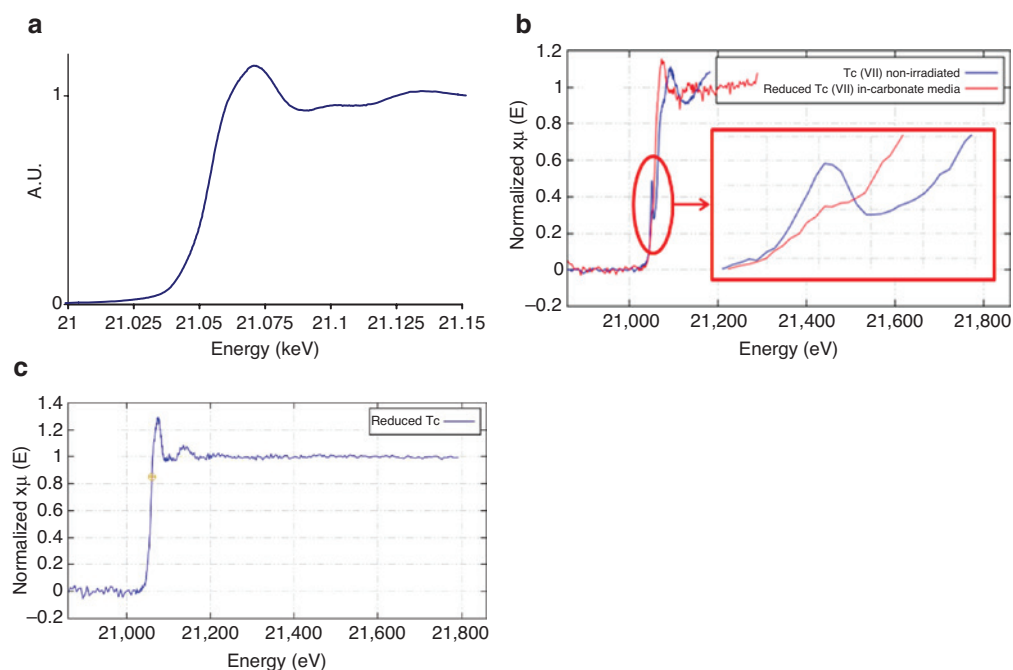 a
1
0
A.U.
21 21.025 21.05 21.075 21.1 21.125 21.15
Energy (keV)
b
1.2
1
0.8
0.6
0.4
0.2
0
−0.2
Normalized xμ (E)
Tc (VII) non-irradiated
Reduced Tc (VII) in-carbonate media
21,000 21,200 21,400 21,600 21,800
Energy (eV)
c
1.4
1.2
1
0.8
0.6
0.4
0.2
0
−0.2
Normalized xμ (E)
Reduced Tc
21,000 21,200 21,400 21,600 21,800
Energy (eV)